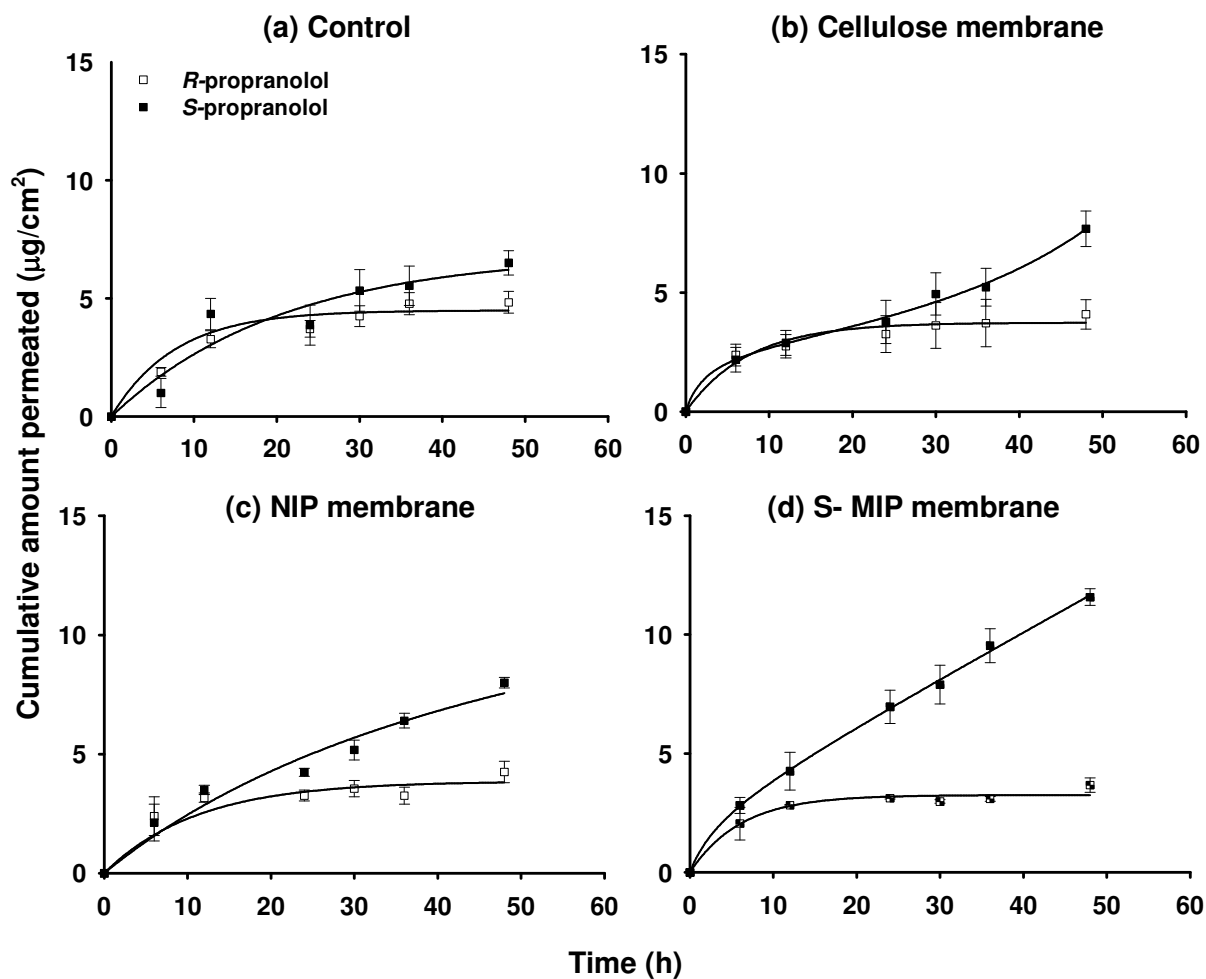 (a) Control
(b) Cellulose membrane
R-propranolol
S-propranolol
15
10
5
0
0 10 20 30 40 50 60
15
10
5
0
0 10 20 30 40 50 60
(c) NIP membrane
(d) S- MIP membrane
15
10
5
0
0 10 20 30 40 50 60
15
10
5
0
0 10 20 30 40 50 60
Cumulative amount permeated (µg/cm²)
Time (h)